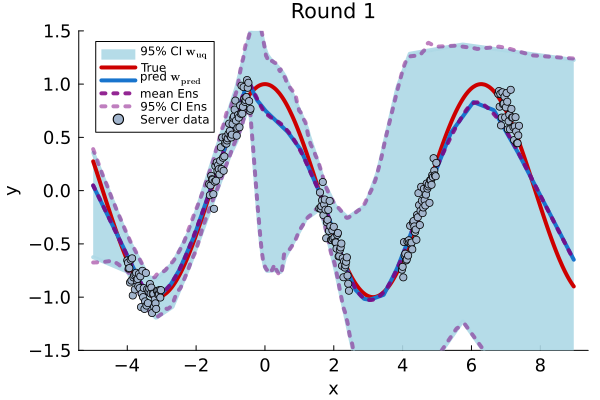 Round 1
1.5
1.0
0.5
0.0
−0.5
−1.0
−1.5
y
95% CI w_uq
True
pred w_pred
mean Ens
95% CI Ens
Server data
−4 −2 0 2 4 6 8
x